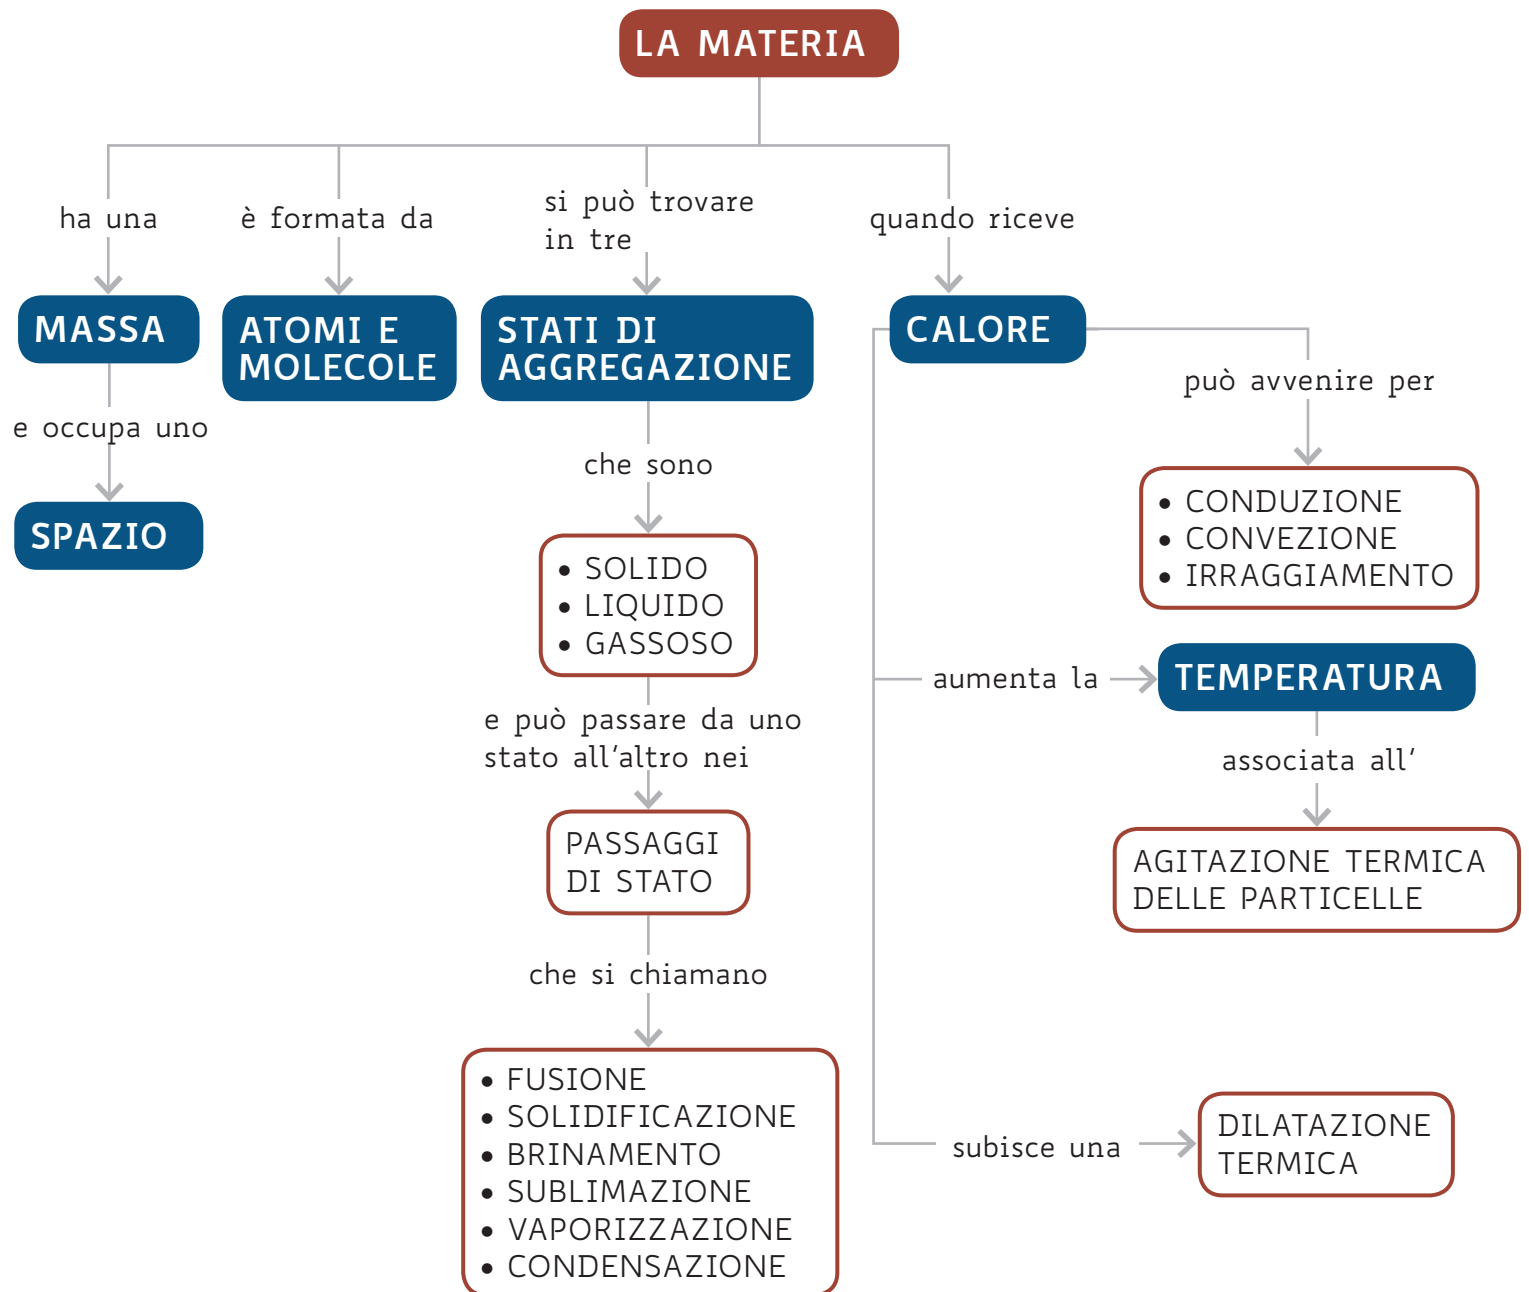 LA MATERIA
ha una
MASSA
e occupa uno
SPAZIO
è formata da
ATOMI E
MOLECOLE
si può trovare
in tre
STATI DI
AGGREGAZIONE
che sono
• SOLIDO
• LIQUIDO
• GASSOSO
e può passare da uno
stato all'altro nei
PASSAGGI
DI STATO
che si chiamano
• FUSIONE
• SOLIDIFICAZIONE
• BRINAMENTO
• SUBLIMAZIONE
• VAPORIZZAZIONE
• CONDENSAZIONE
quando riceve
CALORE
può avvenire per
• CONDUZIONE
• CONVEZIONE
• IRRAGGIAMENTO
aumenta la
TEMPERATURA
associata all'
AGITAZIONE TERMICA
DELLE PARTICELLE
subisce una
DILATAZIONE
TERMICA